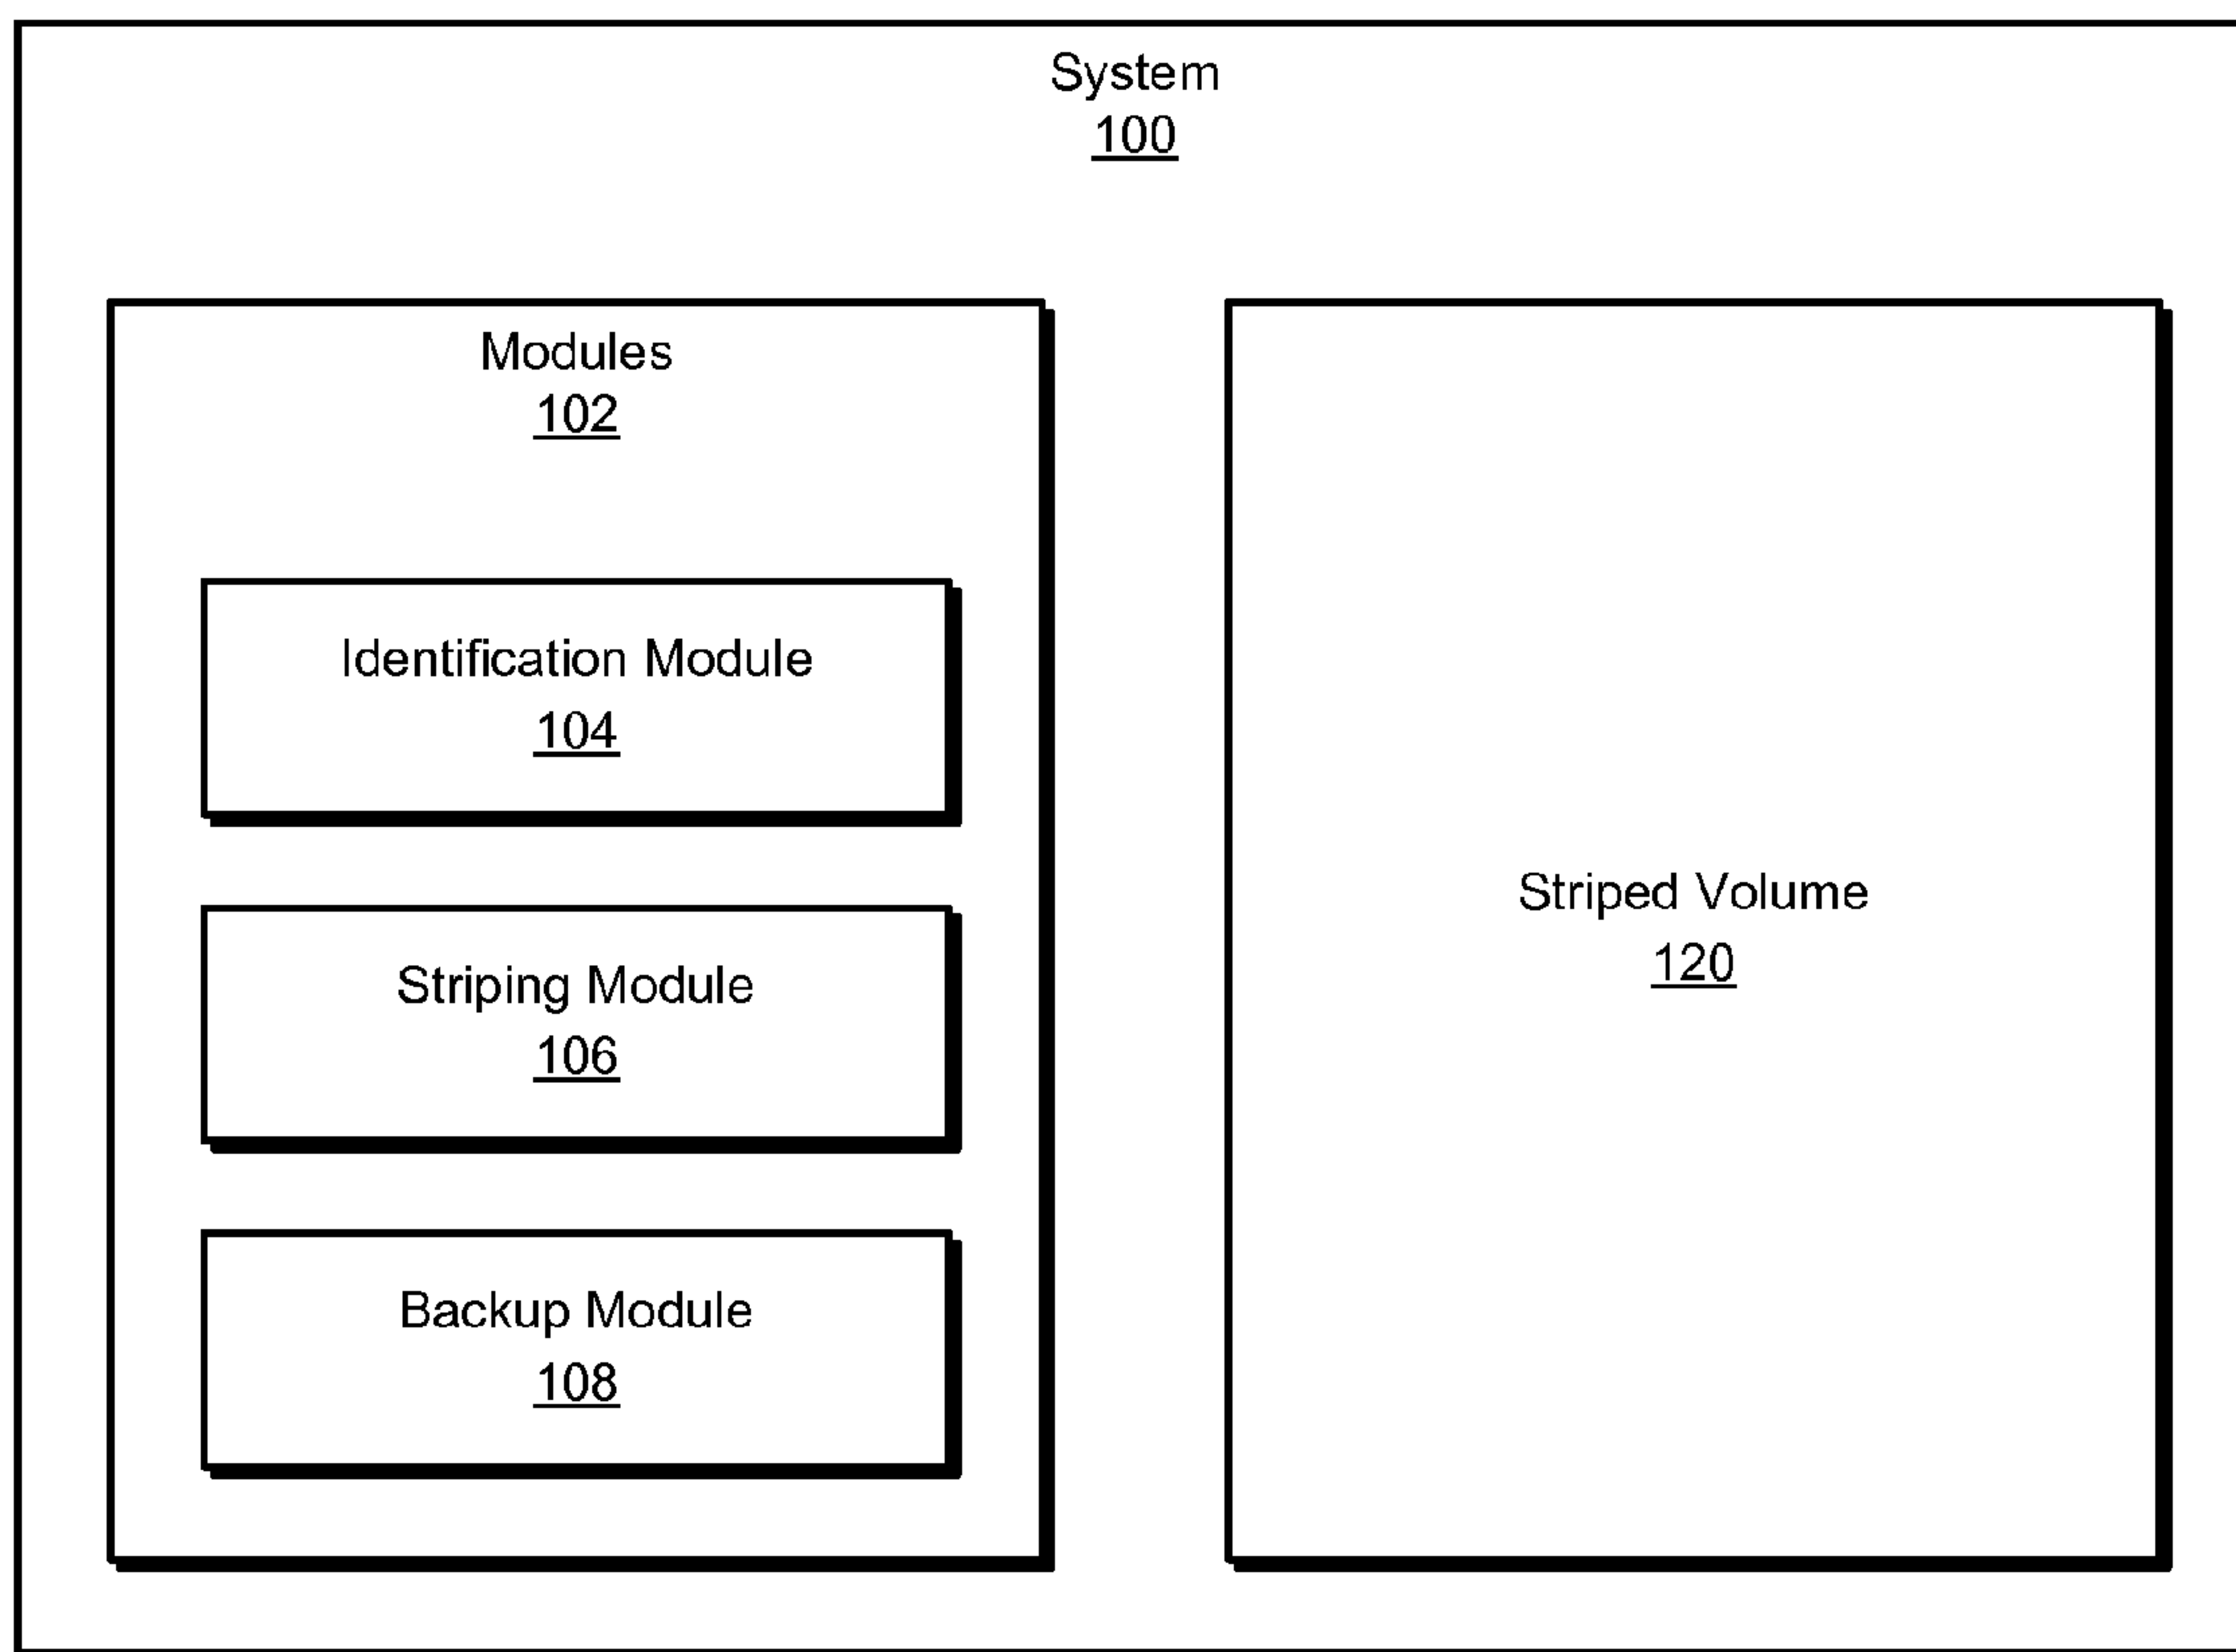 System
100
Modules
102
Identification Module
104
Striping Module
106
Backup Module
108
Striped Volume
120